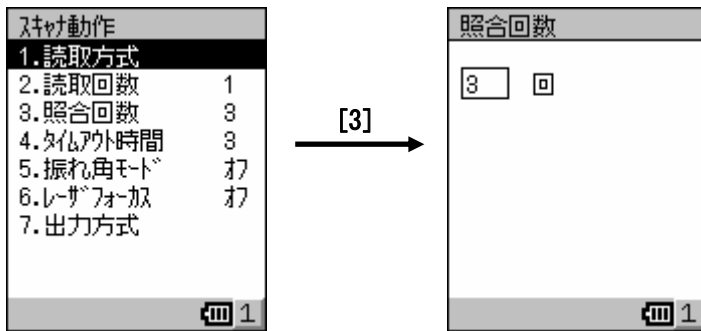 スキャナ動作
1.読取方式
2.読取回数 1
3.照合回数 3
4.タイムアウト時間 3
5.振れ角モード オフ
6.レーザフォーカス オフ
7.出力方式
1
[3]
照合回数
3 回
1